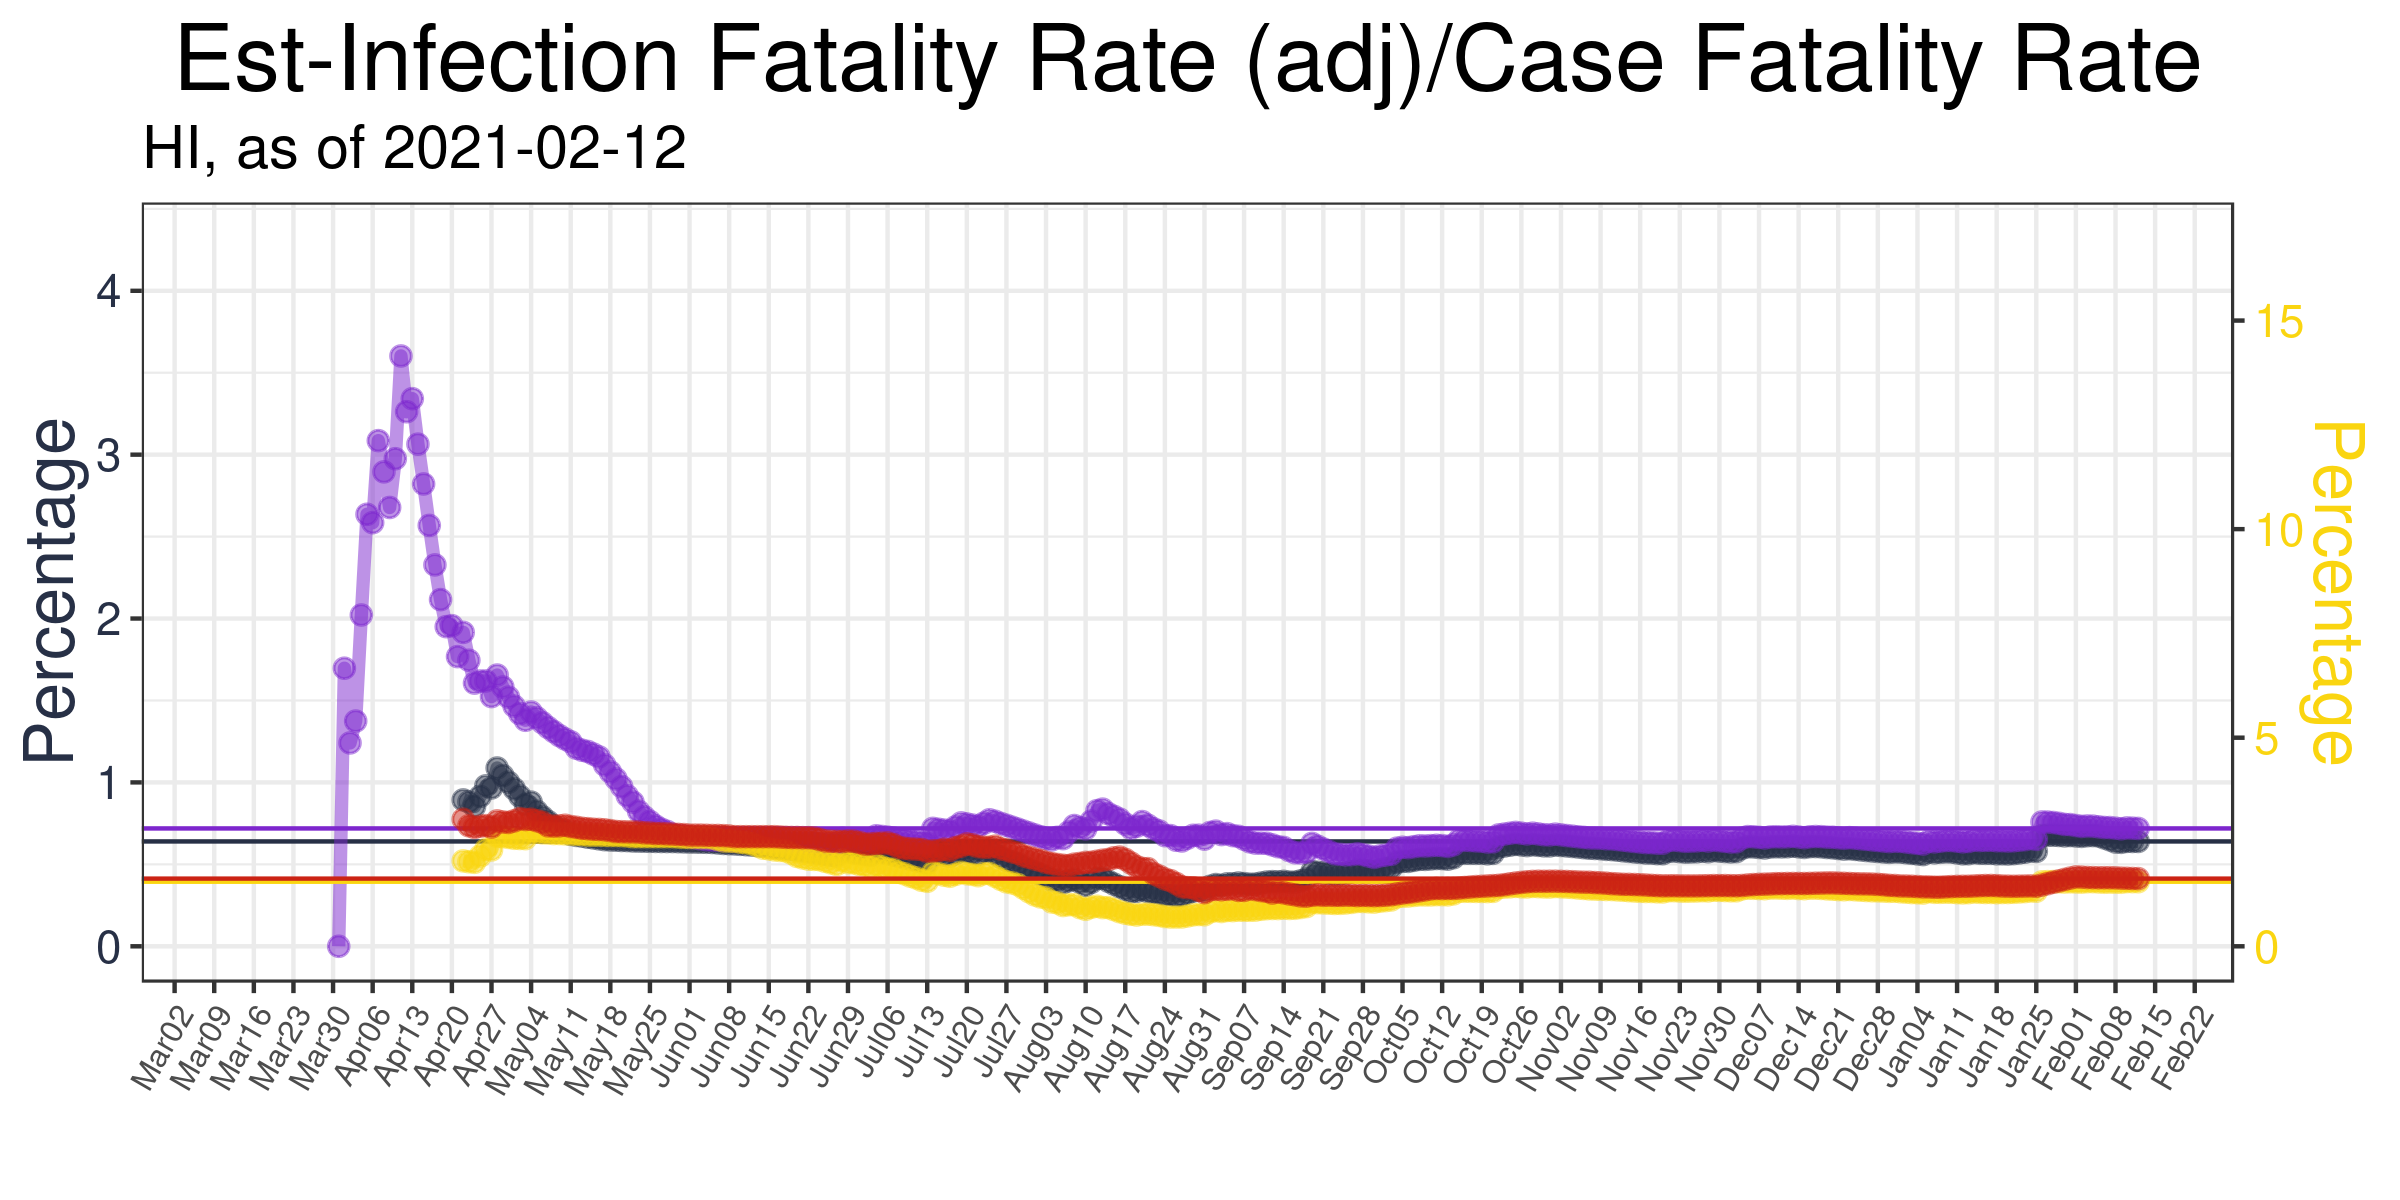 Est-Infection Fatality Rate (adj)/Case Fatality Rate
HI, as of 2021-02-12
Percentage
4
3
2
1
0
Percentage
15
10
5
0
Mar02
Mar09
Mar16
Mar23
Mar30
Apr06
Apr13
Apr20
Apr27
May04
May11
May18
May25
Jun01
Jun08
Jun15
Jun22
Jun29
Jul06
Jul13
Jul20
Jul27
Aug03
Aug10
Aug17
Aug24
Aug31
Sep07
Sep14
Sep21
Sep28
Oct05
Oct12
Oct19
Oct26
Nov02
Nov09
Nov16
Nov23
Nov30
Dec07
Dec14
Dec21
Dec28
Jan04
Jan11
Jan18
Jan25
Feb01
Feb08
Feb15
Feb22